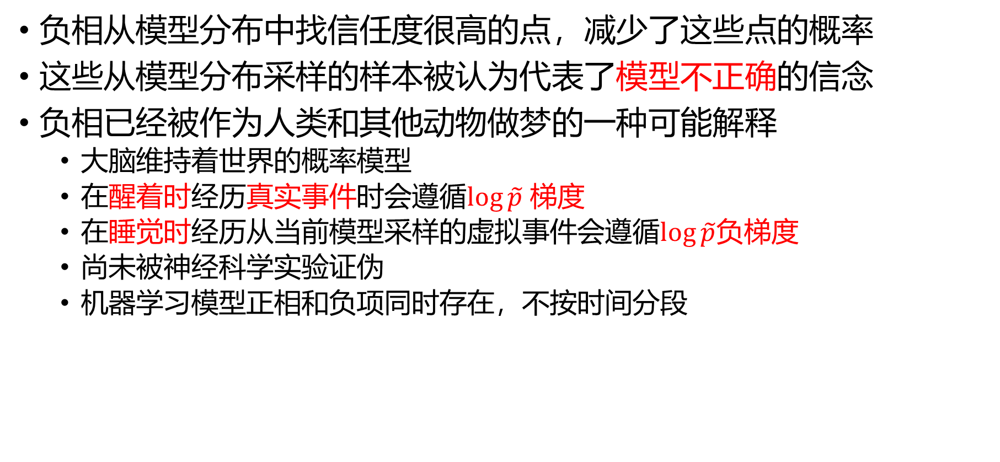 • 负相从模型分布中找信任度很高的点，减少了这些点的概率
• 这些从模型分布采样的样本被认为代表了模型不正确的信念
• 负相已经被作为人类和其他动物做梦的一种可能解释
• 大脑维持着世界的概率模型
• 在醒着时经历真实事件时会遵循log p̃ 梯度
• 在睡觉时经历从当前模型采样的虚拟事件会遵循log p̃负梯度
• 尚未被神经科学实验证伪
• 机器学习模型正相和负项同时存在，不按时间分段